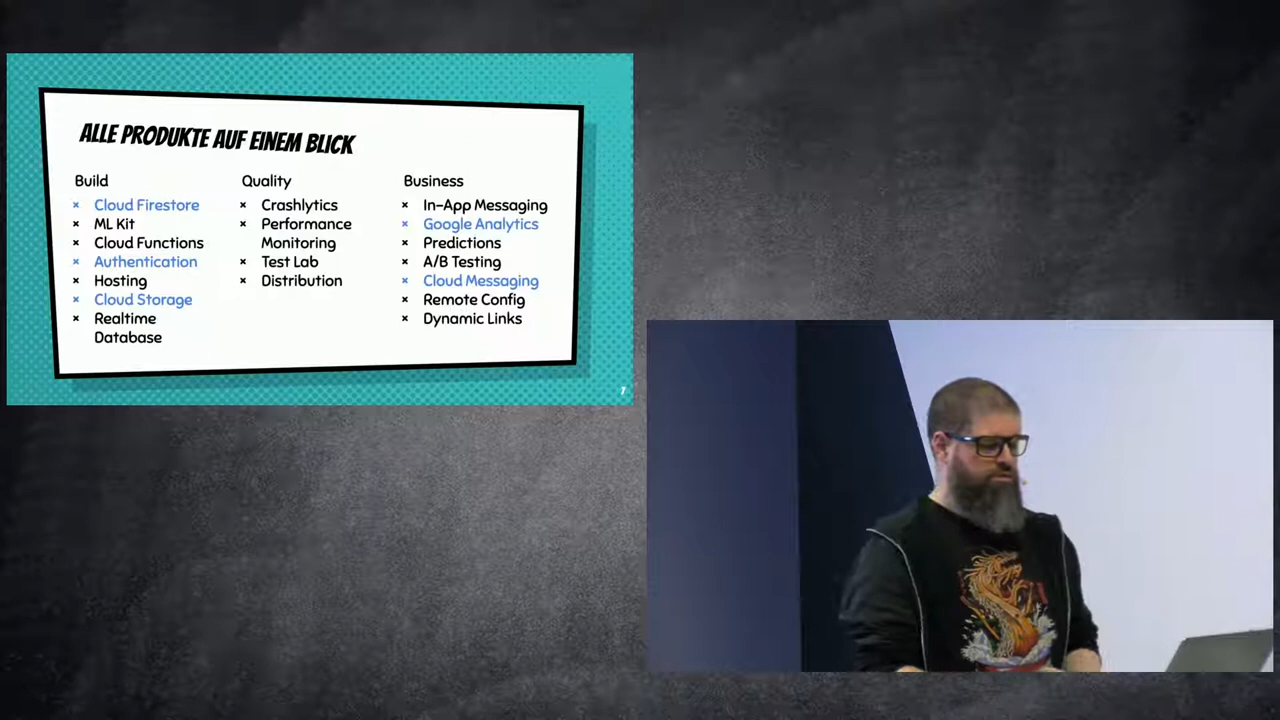 ALLE PRODUKTE AUF EINEM BLICK
Build
× Cloud Firestore
× ML Kit
× Cloud Functions
× Authentication
× Hosting
× Cloud Storage
× Realtime
Database
Quality
× Crashlytics
× Performance
Monitoring
× Test Lab
× Distribution
Business
× In-App Messaging
× Google Analytics
× Predictions
× A/B Testing
× Cloud Messaging
× Remote Config
× Dynamic Links
7